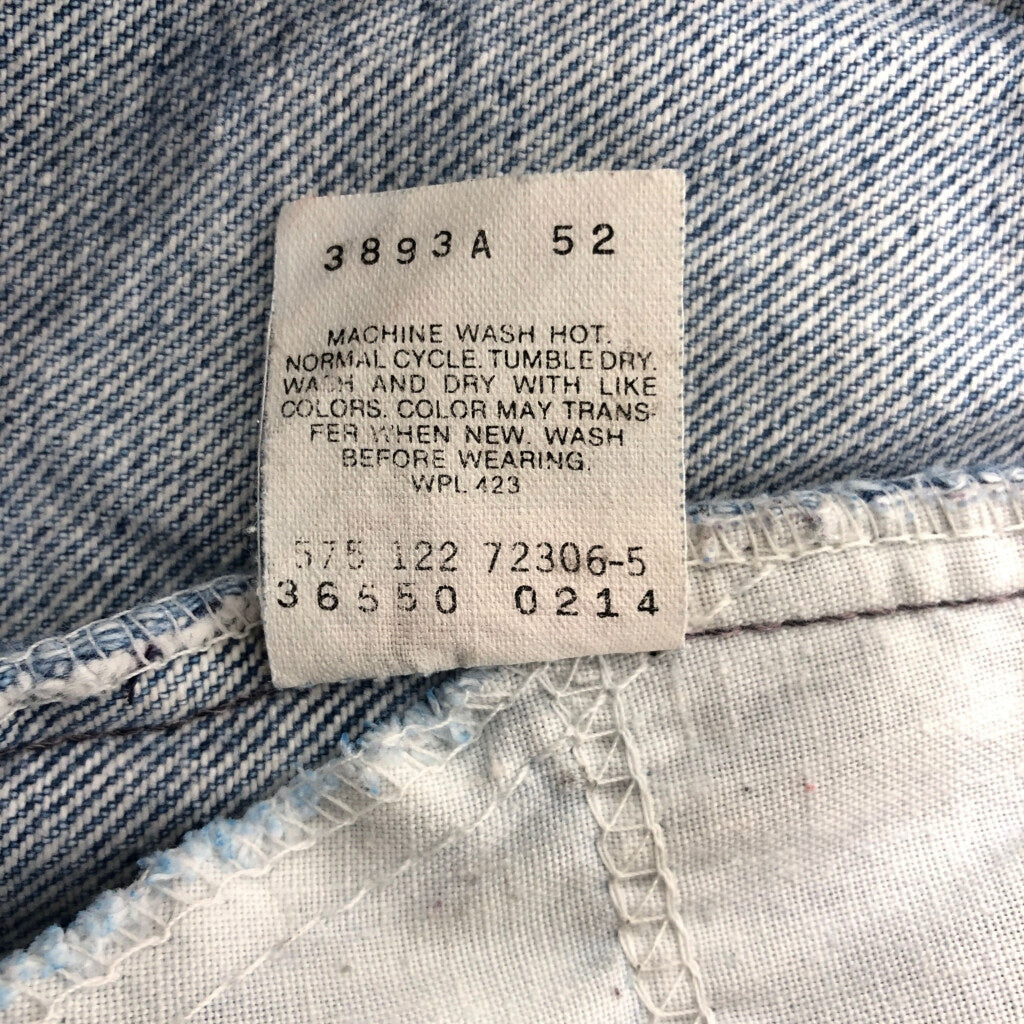 3893A 52
MACHINE WASH HOT.
NORMAL CYCLE. TUMBLE DRY.
WASH AND DRY WITH LIKE
COLORS. COLOR MAY TRANS-
FER WHEN NEW. WASH
BEFORE WEARING.
WPL 423
575 122 72306-5
36550 0214